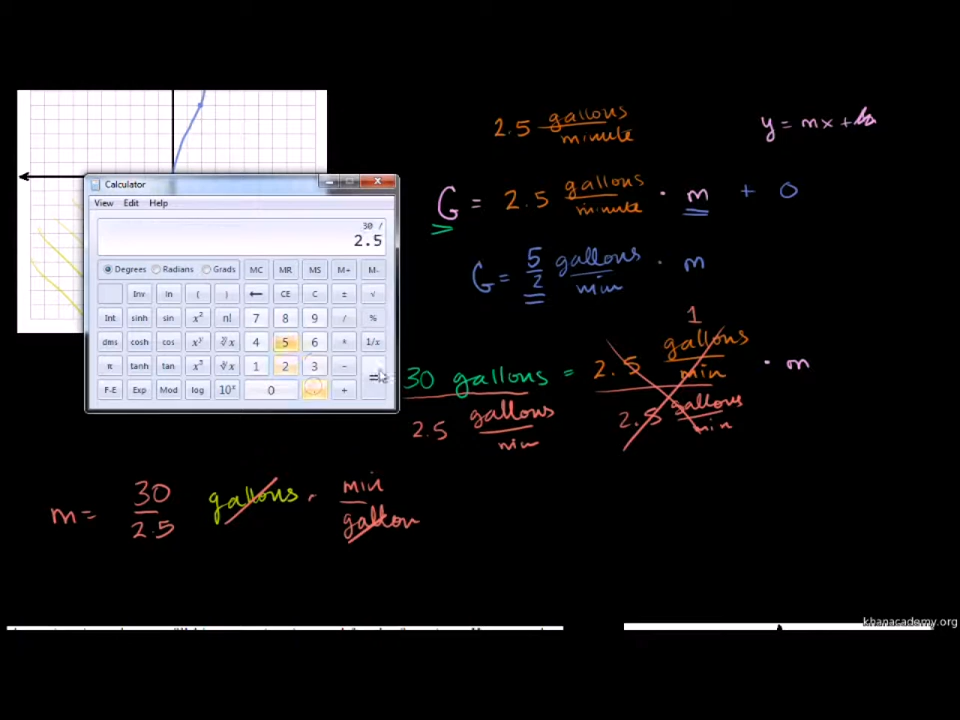 2.5 gallons/minute
y = mx + b
G = 2.5 gallons/minute · m + 0
G = 5/2 gallons/min · m
Calculator
View Edit Help
30 /
2.5
Degrees Radians Grads MC MR MS M+ M-
Inv ln ( ) ← CE C ± √
Int sinh sin x² n! 7 8 9 / %
dms cosh cos xʸ ʸ√x 4 5 6 * 1/x
π tanh tan x³ ³√x 1 2 3 - =
F-E Exp Mod log 10ˣ 0 . +
1
30 gallons = 2.5 gallons/min · m
2.5 gallons/min 2.5 gallons/min
m = 30/2.5 gallons · min/gallon
khanacademy.org